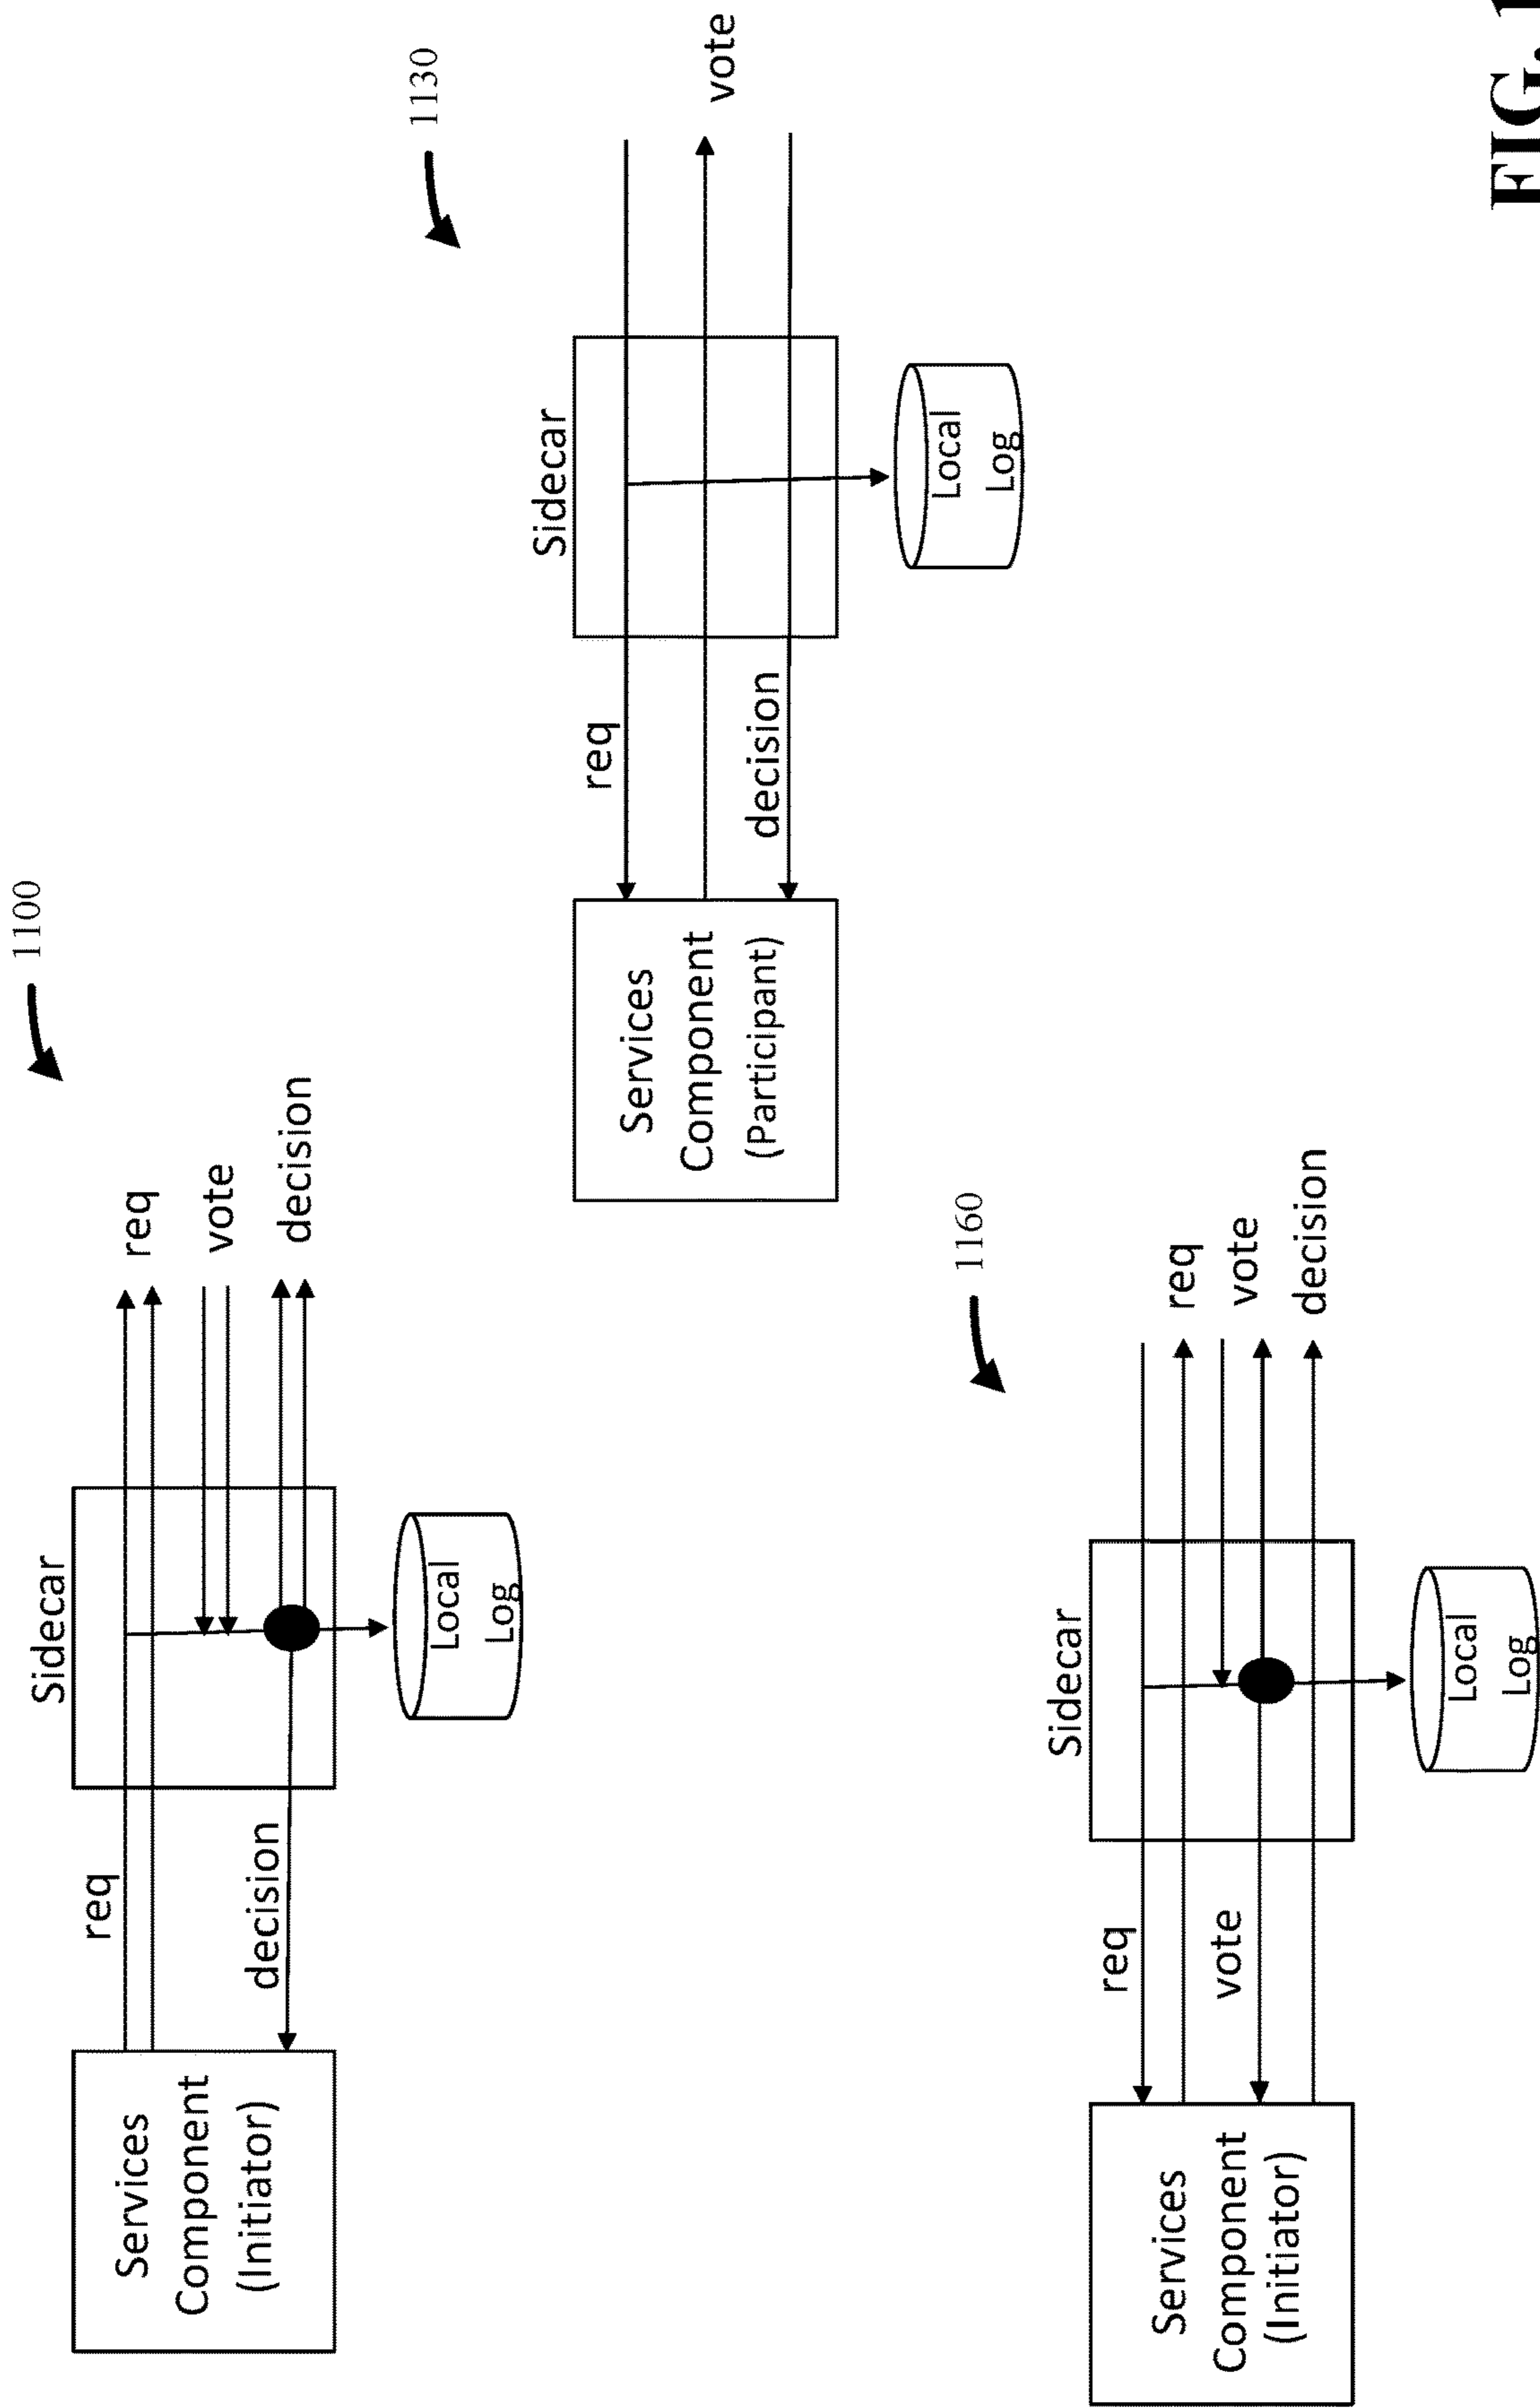 1100
Sidecar
req
req
vote
decision
decision
Services
Component
(Initiator)
Local
Log
1130
Sidecar
req
vote
decision
Services
Component
(Participant)
Local
Log
1160
Sidecar
req
req
vote
vote
decision
Services
Component
(Initiator)
Local
Log
FIG.